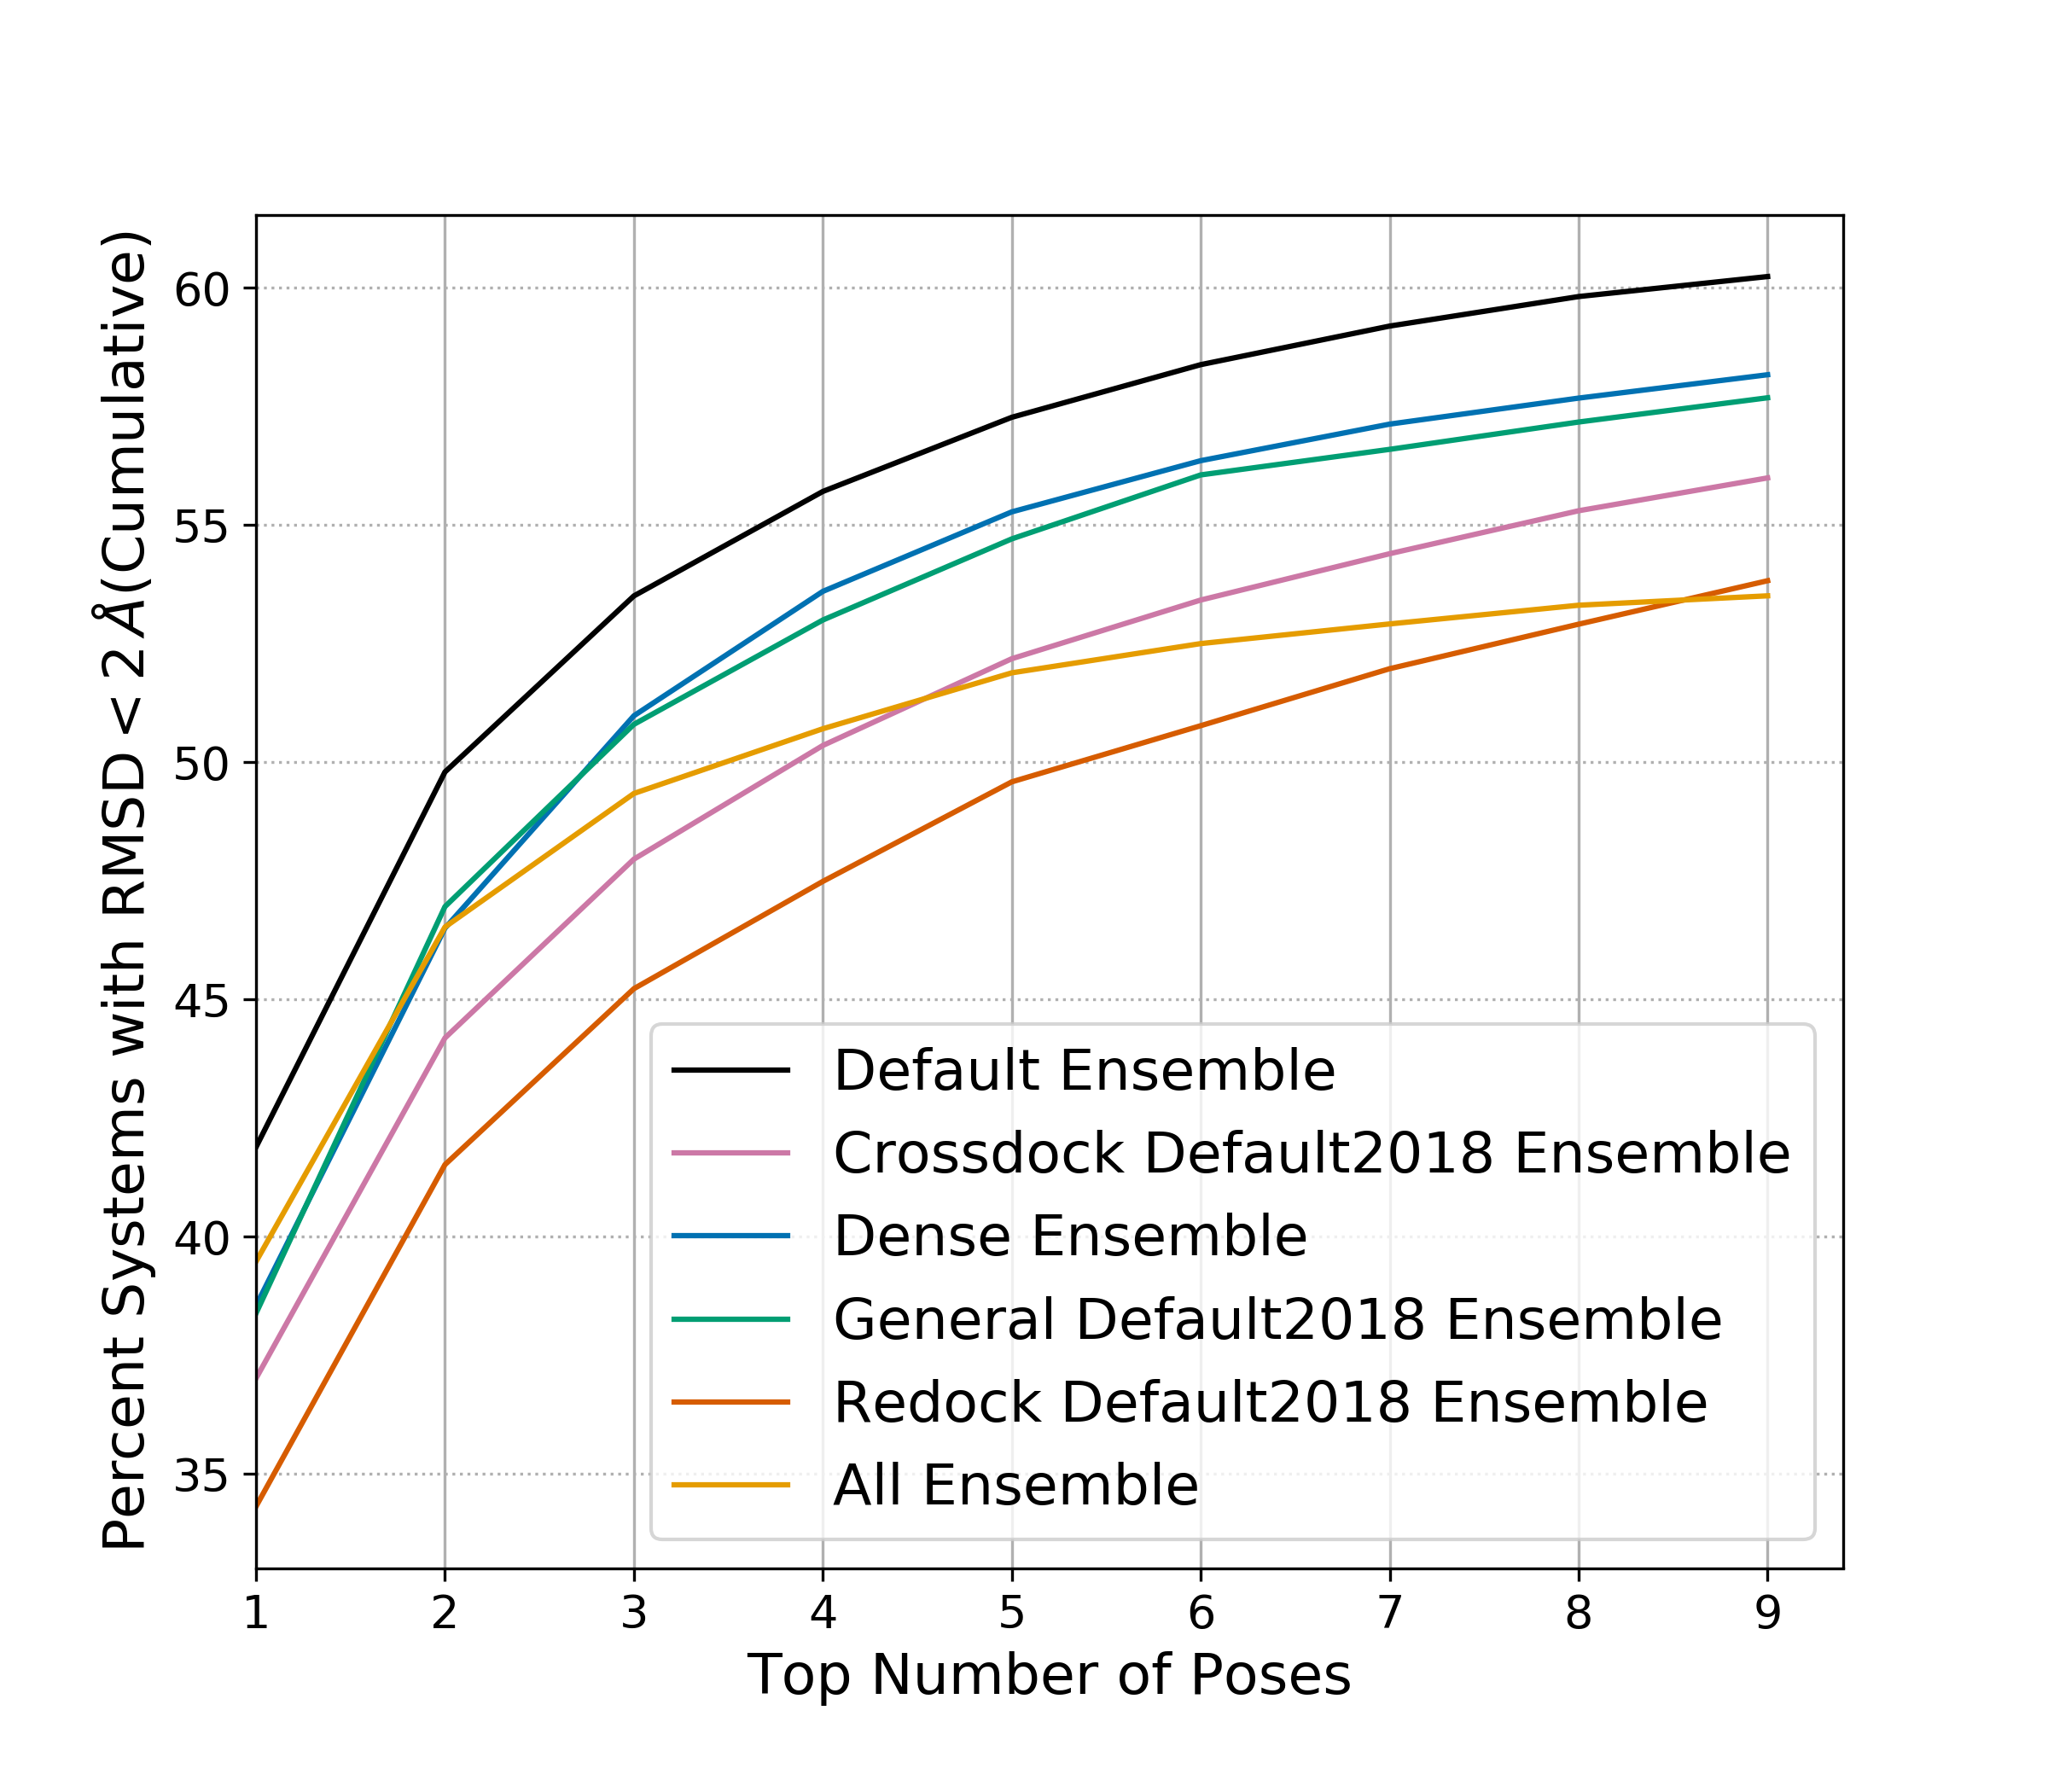 Percent Systems with RMSD < 2 Å(Cumulative)
60
55
50
45
40
35
Default Ensemble
Crossdock Default2018 Ensemble
Dense Ensemble
General Default2018 Ensemble
Redock Default2018 Ensemble
All Ensemble
1 2 3 4 5 6 7 8 9
Top Number of Poses